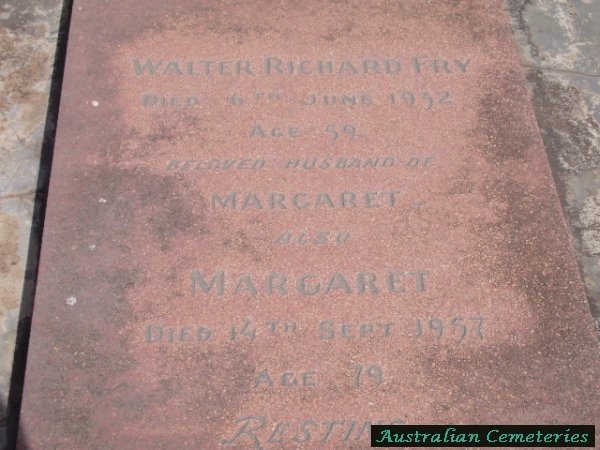 WALTER RICHARD FRY
DIED 6TH JUNE 1932
AGE 59
BELOVED HUSBAND OF
MARGARET
ALSO
MARGARET
DIED 14TH SEPT 1957
AGE 79
RESTING
Australian Cemeteries